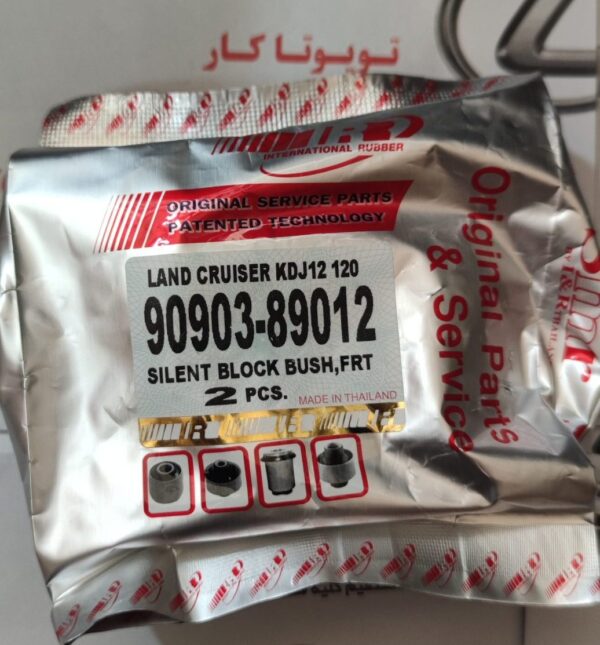 تویوتا کار
IRP
INTERNATIONAL RUBBER
ORIGINAL SERVICE PARTS
PATENTED TECHNOLOGY
Original Parts
& Service
LAND CRUISER KDJ12 120
90903-89012
SILENT BLOCK BUSH,FRT
2 PCS.
MADE IN THAILAND